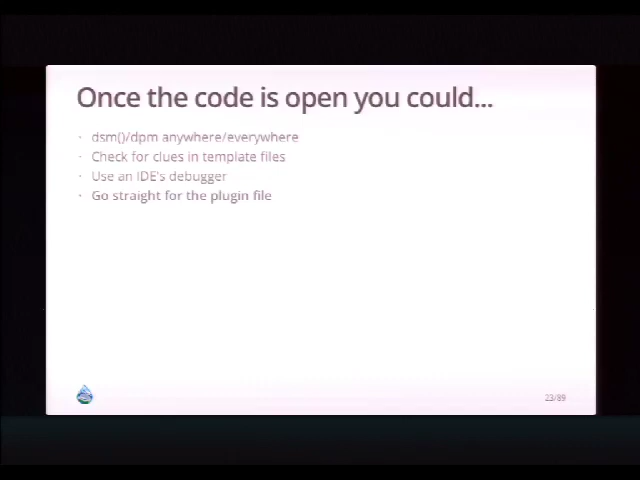 Once the code is open you could...
· dsm()/dpm anywhere/everywhere
· Check for clues in template files
· Use an IDE's debugger
· Go straight for the plugin file
23/89